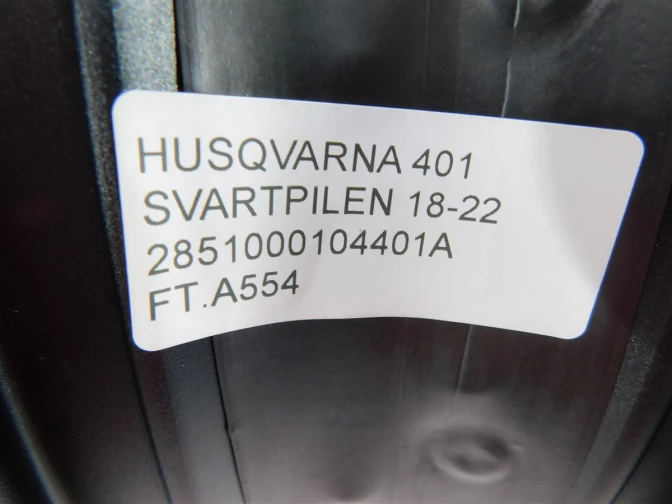 HUSQVARNA 401
SVARTPILEN 18-22
2851000104401A
FT.A554